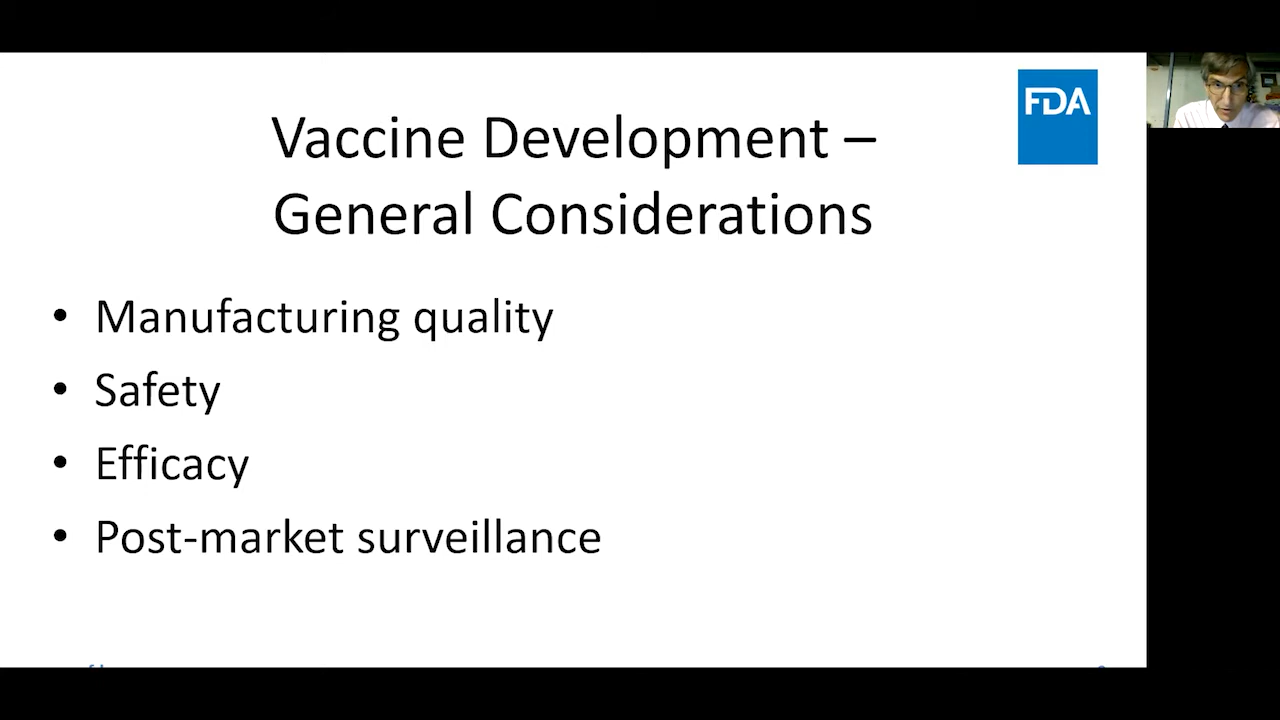 FDA
Vaccine Development –
General Considerations
• Manufacturing quality
• Safety
• Efficacy
• Post-market surveillance